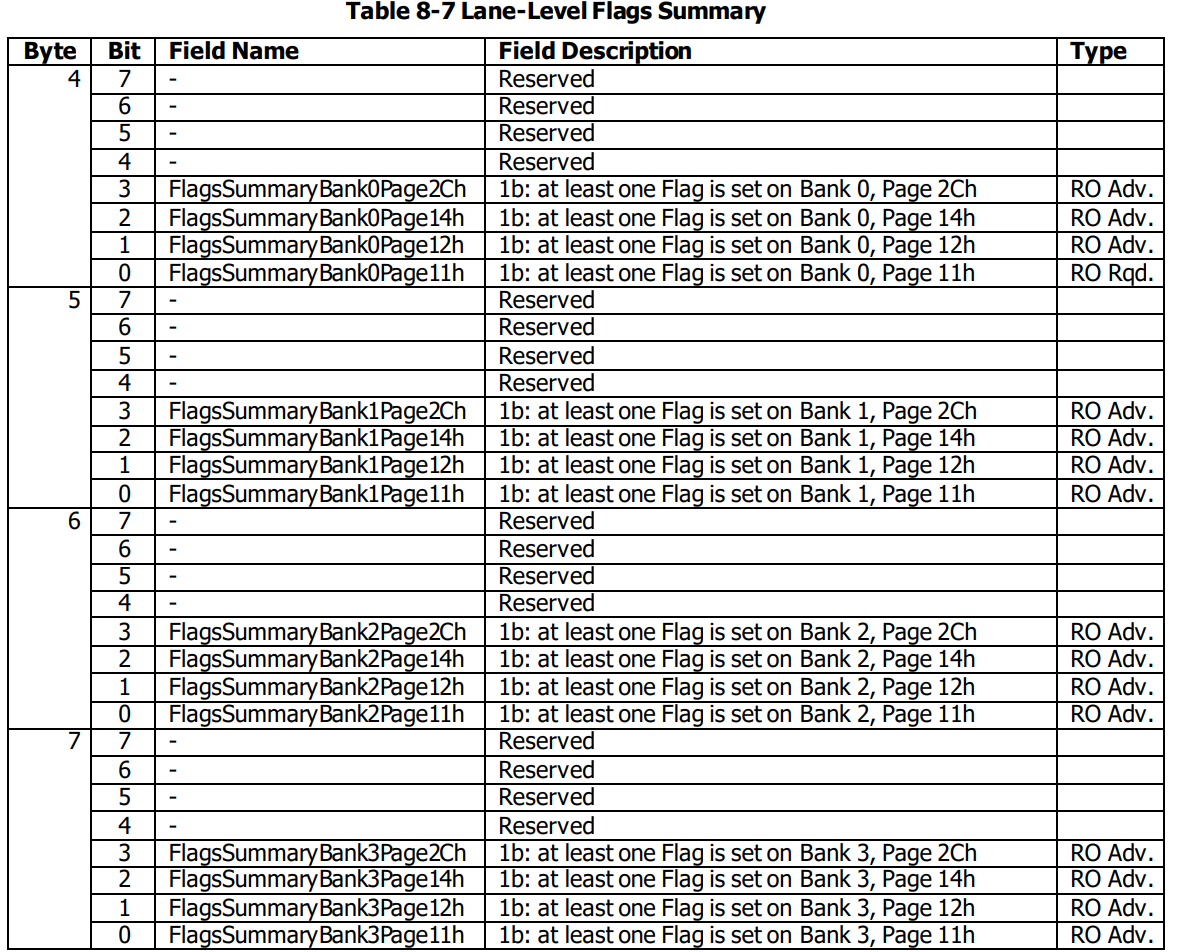 Table 8-7 Lane-Level Flags Summary
Byte Bit Field Name Field Description Type
4 7 - Reserved
6 - Reserved
5 - Reserved
4 - Reserved
3 FlagsSummaryBank0Page2Ch 1b: at least one Flag is set on Bank 0, Page 2Ch RO Adv.
2 FlagsSummaryBank0Page14h 1b: at least one Flag is set on Bank 0, Page 14h RO Adv.
1 FlagsSummaryBank0Page12h 1b: at least one Flag is set on Bank 0, Page 12h RO Adv.
0 FlagsSummaryBank0Page11h 1b: at least one Flag is set on Bank 0, Page 11h RO Rqd.
5 7 - Reserved
6 - Reserved
5 - Reserved
4 - Reserved
3 FlagsSummaryBank1Page2Ch 1b: at least one Flag is set on Bank 1, Page 2Ch RO Adv.
2 FlagsSummaryBank1Page14h 1b: at least one Flag is set on Bank 1, Page 14h RO Adv.
1 FlagsSummaryBank1Page12h 1b: at least one Flag is set on Bank 1, Page 12h RO Adv.
0 FlagsSummaryBank1Page11h 1b: at least one Flag is set on Bank 1, Page 11h RO Adv.
6 7 - Reserved
6 - Reserved
5 - Reserved
4 - Reserved
3 FlagsSummaryBank2Page2Ch 1b: at least one Flag is set on Bank 2, Page 2Ch RO Adv.
2 FlagsSummaryBank2Page14h 1b: at least one Flag is set on Bank 2, Page 14h RO Adv.
1 FlagsSummaryBank2Page12h 1b: at least one Flag is set on Bank 2, Page 12h RO Adv.
0 FlagsSummaryBank2Page11h 1b: at least one Flag is set on Bank 2, Page 11h RO Adv.
7 7 - Reserved
6 - Reserved
5 - Reserved
4 - Reserved
3 FlagsSummaryBank3Page2Ch 1b: at least one Flag is set on Bank 3, Page 2Ch RO Adv.
2 FlagsSummaryBank3Page14h 1b: at least one Flag is set on Bank 3, Page 14h RO Adv.
1 FlagsSummaryBank3Page12h 1b: at least one Flag is set on Bank 3, Page 12h RO Adv.
0 FlagsSummaryBank3Page11h 1b: at least one Flag is set on Bank 3, Page 11h RO Adv.